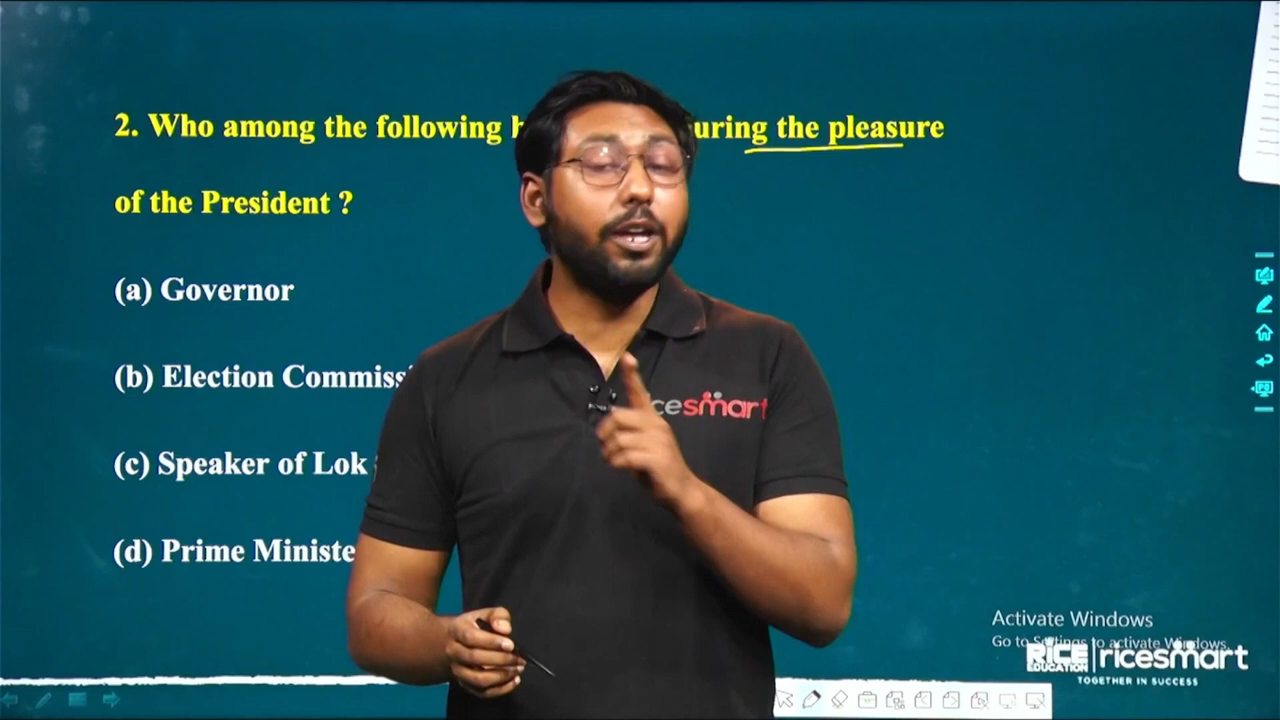 2. Who among the following uring the pleasure
of the President ?
(a) Governor
(b) Election Commiss
(c) Speaker of Lok
(d) Prime Ministe
cesmart
Activate Windows
Go to Settings to activate Windows.
RICE EDUCATION ricesmart
TOGETHER IN SUCCESS